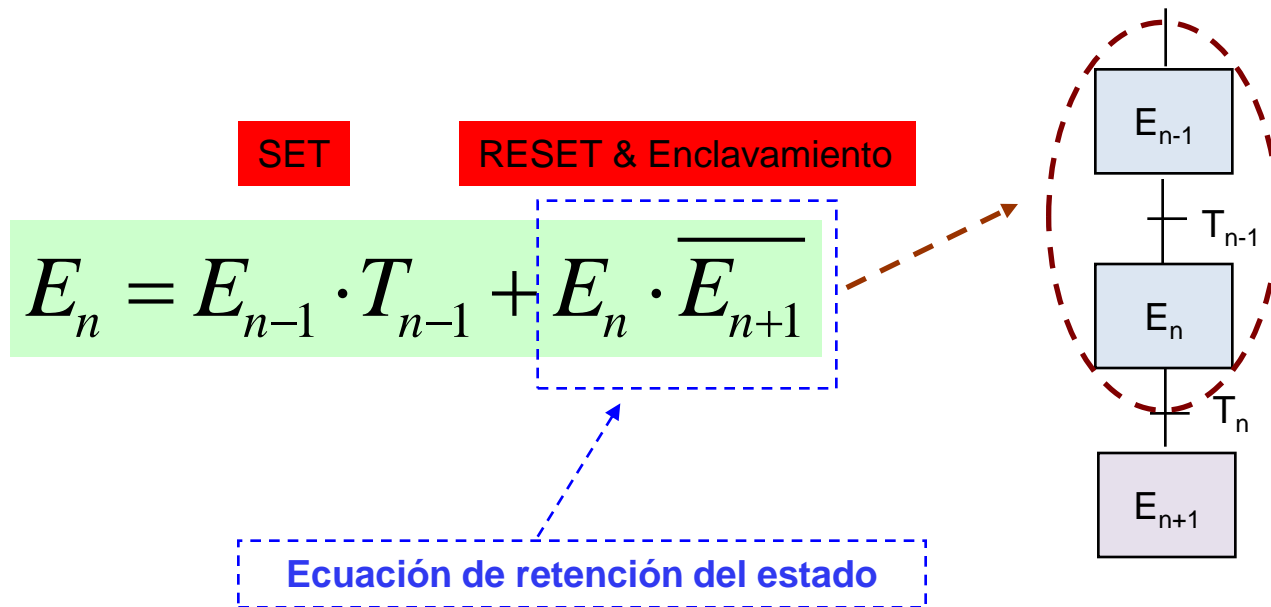 SET
RESET & Enclavamiento
E_n = E_{n-1} · T_{n-1} + E_n · \overline{E_{n+1}}
Ecuación de retención del estado
E_{n-1}
T_{n-1}
E_n
T_n
E_{n+1}